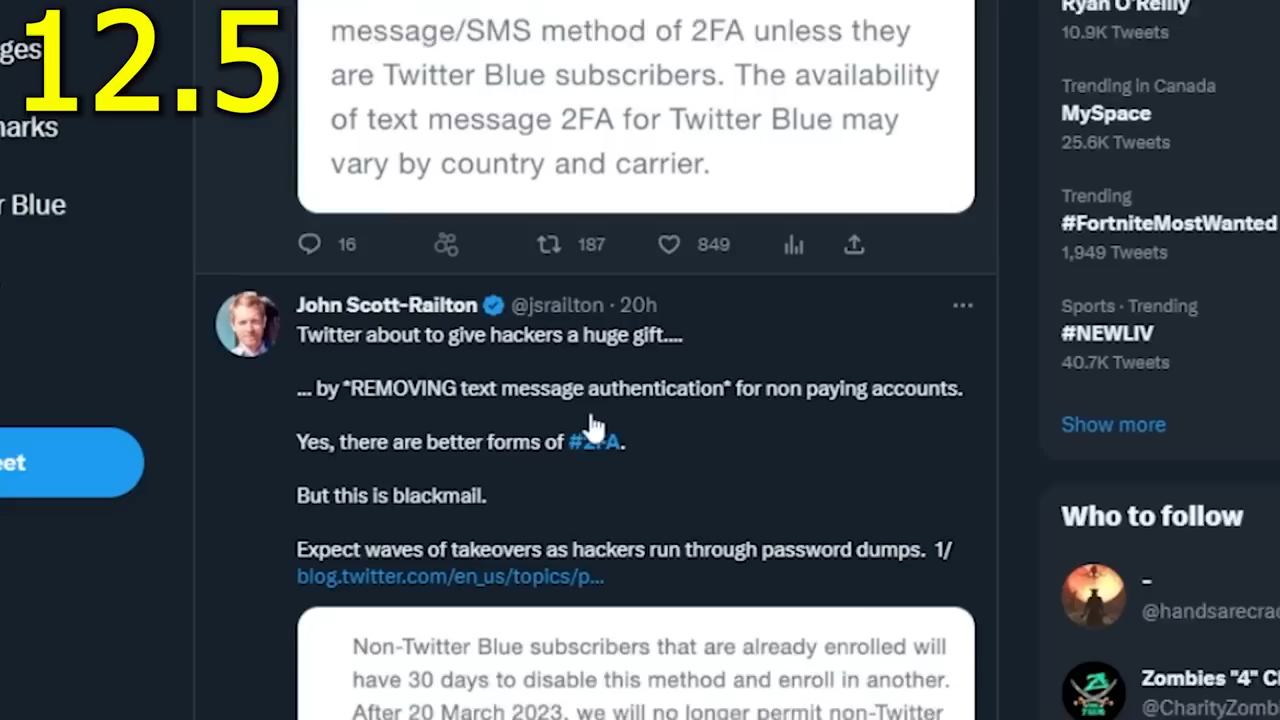 12.5
message/SMS method of 2FA unless they
are Twitter Blue subscribers. The availability
of text message 2FA for Twitter Blue may
vary by country and carrier.
16 187 849
John Scott-Railton @jsrailton · 20h
Twitter about to give hackers a huge gift....
... by *REMOVING text message authentication* for non paying accounts.
Yes, there are better forms of #2FA.
But this is blackmail.
Expect waves of takeovers as hackers run through password dumps. 1/
blog.twitter.com/en_us/topics/p...
Non-Twitter Blue subscribers that are already enrolled will
have 30 days to disable this method and enroll in another.
After 20 March 2023, we will no longer permit non-Twitter
ges
arks
r Blue
eet
Ryan O'Reilly
10.9K Tweets
Trending in Canada
MySpace
25.6K Tweets
Trending
#FortniteMostWanted
1,949 Tweets
Sports · Trending
#NEWLIV
40.7K Tweets
Show more
Who to follow
-
@handsarecra
Zombies "4" C
@CharityZomb